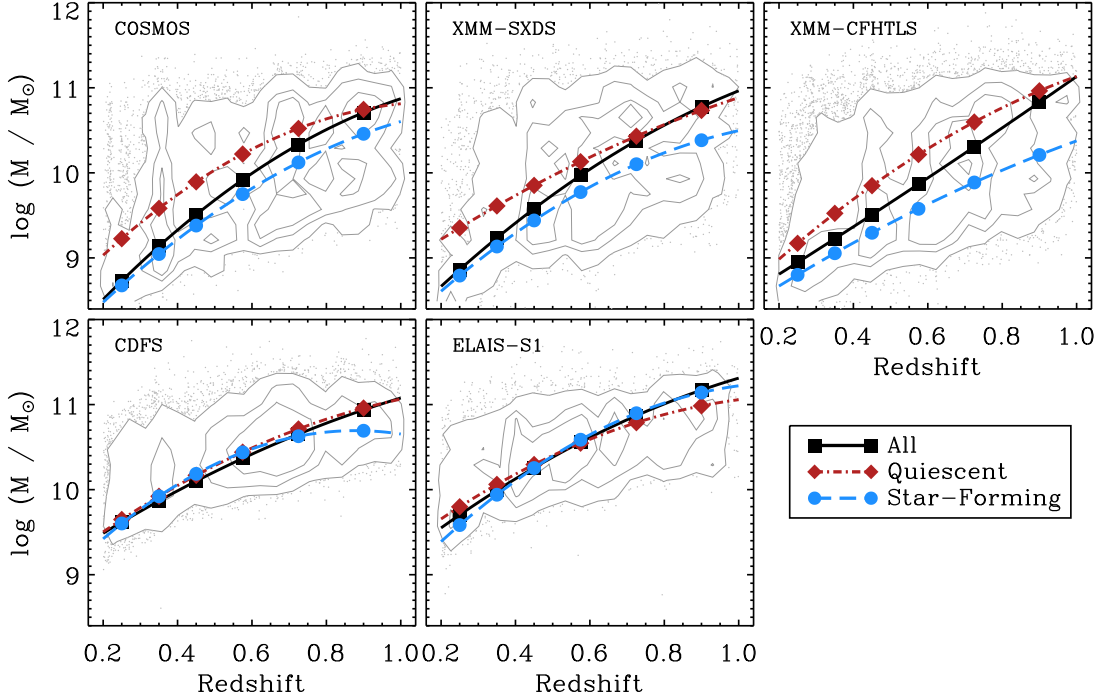 COSMOS
XMM-SXDS
XMM-CFHTLS
12
11
10
9
log (M / M☉)
0.2 0.4 0.6 0.8 1.0
Redshift
CDFS
ELAIS-S1
12
11
10
9
log (M / M☉)
0.2 0.4 0.6 0.8 1.0
0.2 0.4 0.6 0.8 1.0
Redshift
Redshift
All
Quiescent
Star-Forming